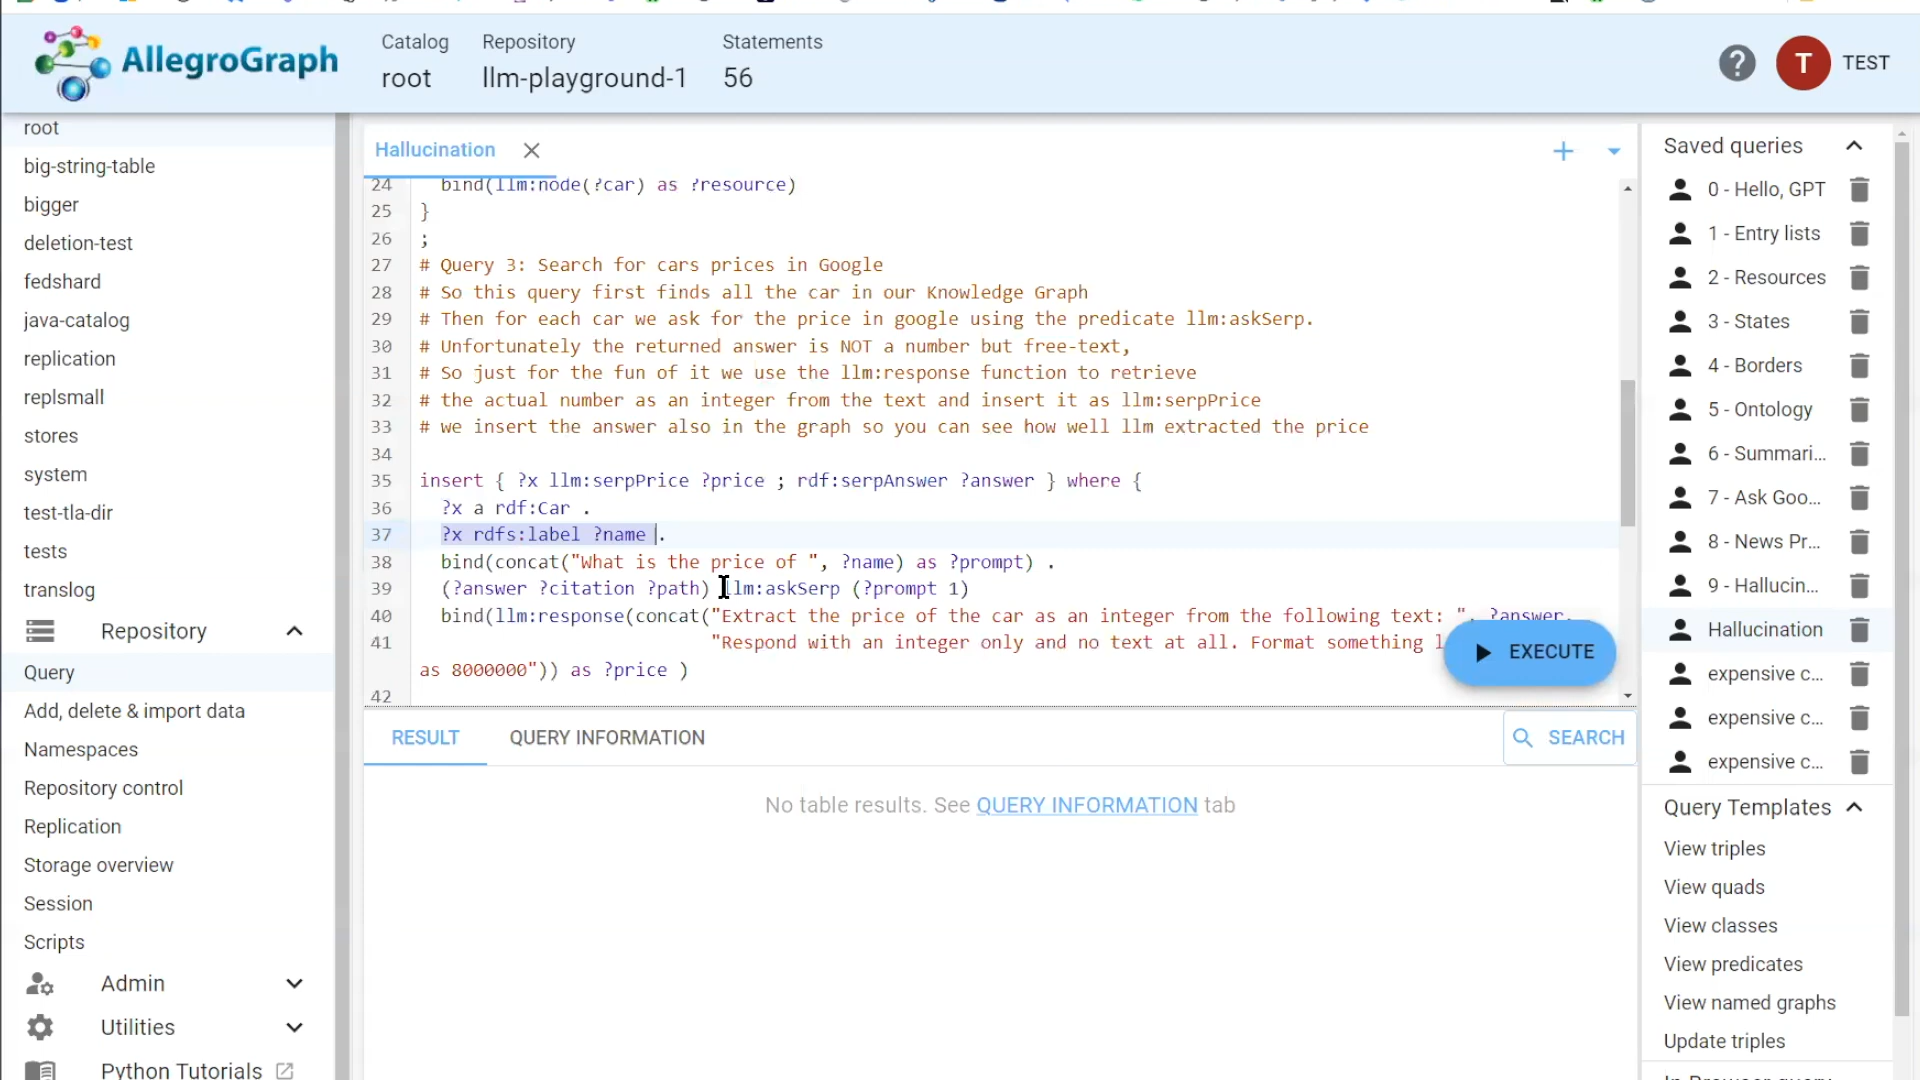 AllegroGraph
Catalog
root
Repository
llm-playground-1
Statements
56
?
T
TEST
root
big-string-table
bigger
deletion-test
fedshard
java-catalog
replication
replsmall
stores
system
test-tla-dir
tests
translog
Repository
Query
Add, delete & import data
Namespaces
Repository control
Replication
Storage overview
Session
Scripts
Admin
Utilities
Python Tutorials
Hallucination
24 bind(llm:node(?car) as ?resource)
25 }
26 ;
27 # Query 3: Search for cars prices in Google
28 # So this query first finds all the car in our Knowledge Graph
29 # Then for each car we ask for the price in google using the predicate llm:askSerp.
30 # Unfortunately the returned answer is NOT a number but free-text,
31 # So just for the fun of it we use the llm:response function to retrieve
32 # the actual number as an integer from the text and insert it as llm:serpPrice
33 # we insert the answer also in the graph so you can see how well llm extracted the price
34
35 insert { ?x llm:serpPrice ?price ; rdf:serpAnswer ?answer } where {
36 ?x a rdf:Car .
37 ?x rdfs:label ?name .
38 bind(concat("What is the price of ", ?name) as ?prompt) .
39 (?answer ?citation ?path) llm:askSerp (?prompt 1)
40 bind(llm:response(concat("Extract the price of the car as an integer from the following text: ", ?answer,
41 "Respond with an integer only and no text at all. Format something
as 8000000")) as ?price )
42
EXECUTE
RESULT
QUERY INFORMATION
SEARCH
No table results. See QUERY INFORMATION tab
Saved queries
0 - Hello, GPT
1 - Entry lists
2 - Resources
3 - States
4 - Borders
5 - Ontology
6 - Summari...
7 - Ask Goo...
8 - News Pr...
9 - Hallucin...
Hallucination
expensive c...
expensive c...
expensive c...
Query Templates
View triples
View quads
View classes
View predicates
View named graphs
Update triples